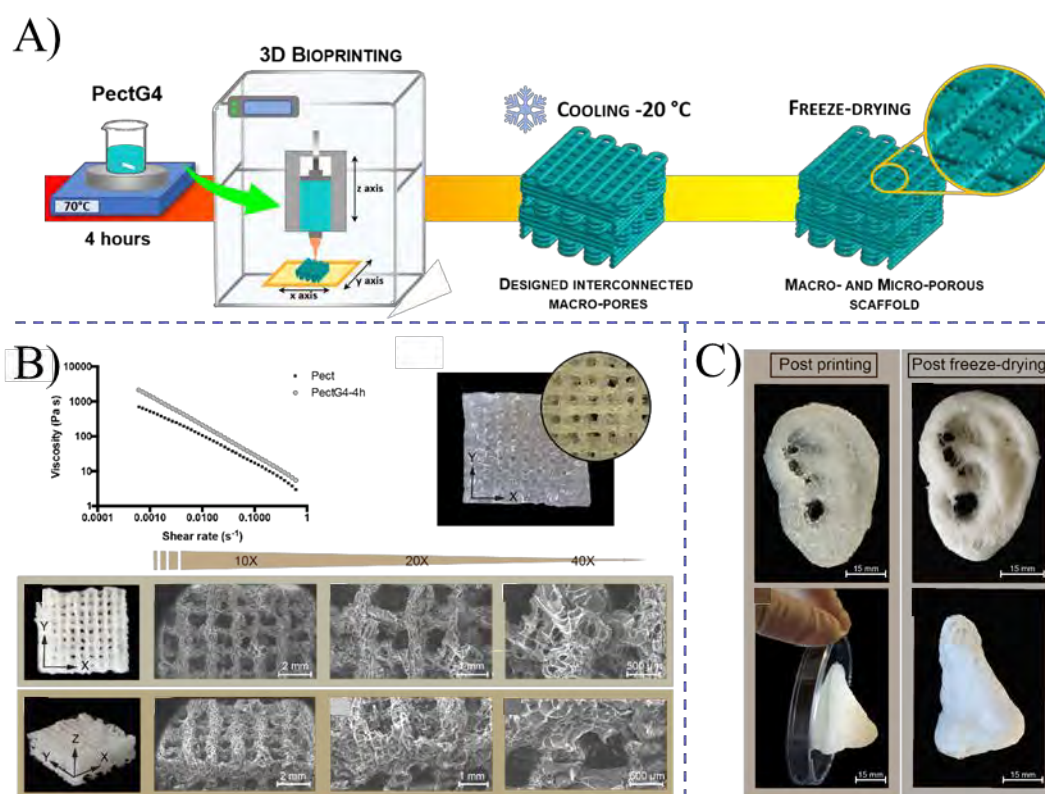 A)
3D BIOPRINTING
PectG4
70°C
4 hours
z axis
x axis
y axis
COOLING -20 °C
DESIGNED INTERCONNECTED
MACRO-PORES
FREEZE-DRYING
MACRO- AND MICRO-POROUS
SCAFFOLD
B)
Viscosity (Pa s)
10000
1000
100
10
1
0.0001
0.0010
0.0100
0.1000
1
Shear rate (s⁻¹)
Pect
PectG4-4h
Y
X
10X
20X
40X
Y
X
2 mm
1 mm
500 µm
Z
Y
X
2 mm
1 mm
500 µm
C)
Post printing
Post freeze-drying
15 mm
15 mm
15 mm
15 mm